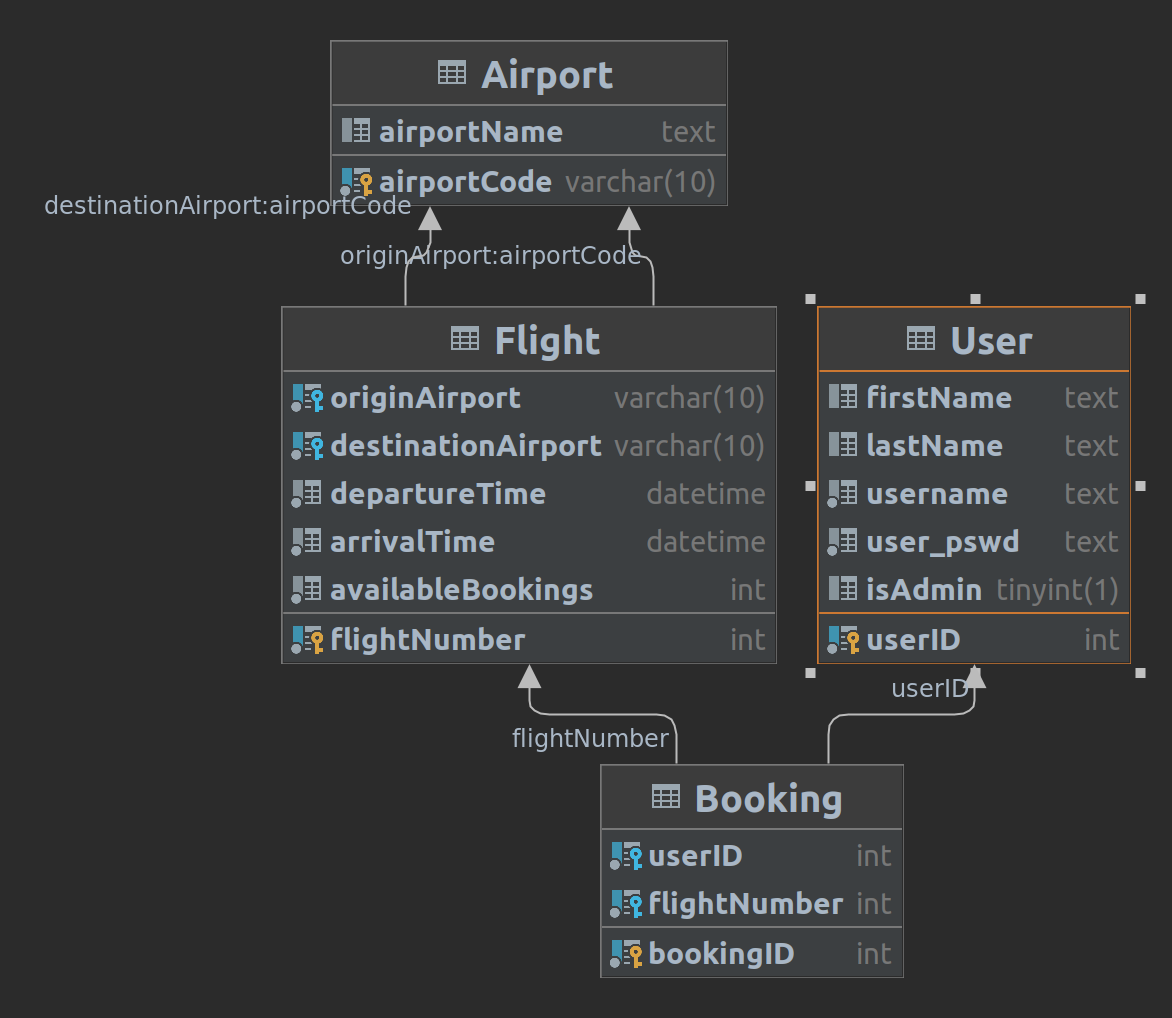 Airport
airportName text
airportCode varchar(10)
destinationAirport:airportCode
originAirport:airportCode
Flight
originAirport varchar(10)
destinationAirport varchar(10)
departureTime datetime
arrivalTime datetime
availableBookings int
flightNumber int
User
firstName text
lastName text
username text
user_pswd text
isAdmin tinyint(1)
userID int
userID
flightNumber
Booking
userID int
flightNumber int
bookingID int